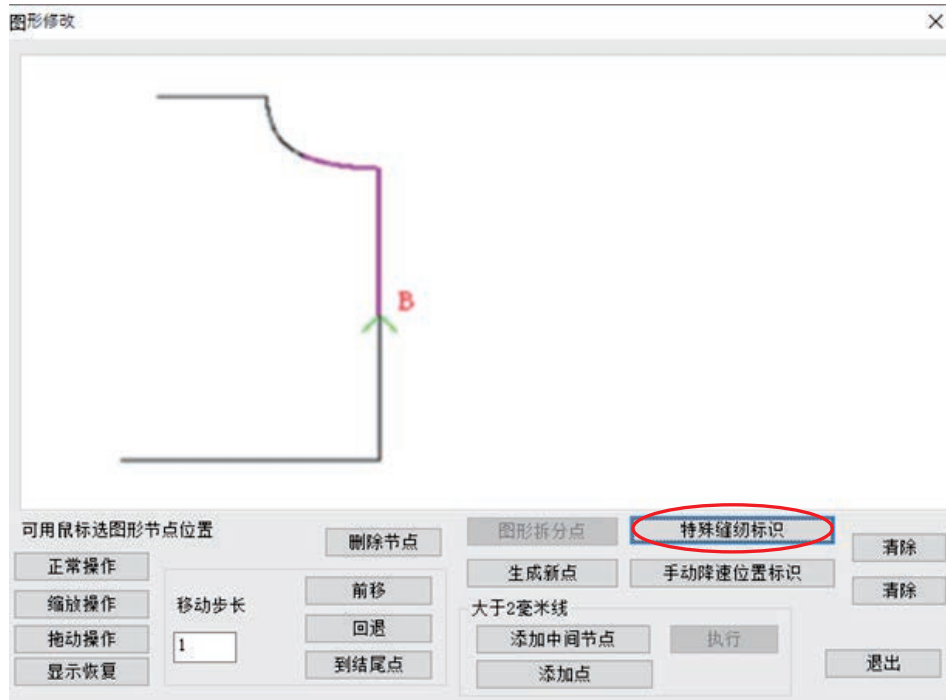 图形修改
B
可用鼠标选图形节点位置
正常操作
缩放操作
拖动操作
显示恢复
移动步长
1
删除节点
前移
回退
到结尾点
图形拆分点
特殊缝纫标识
生成新点
手动降速位置标识
大于2毫米线
添加中间节点
执行
添加点
清除
清除
退出